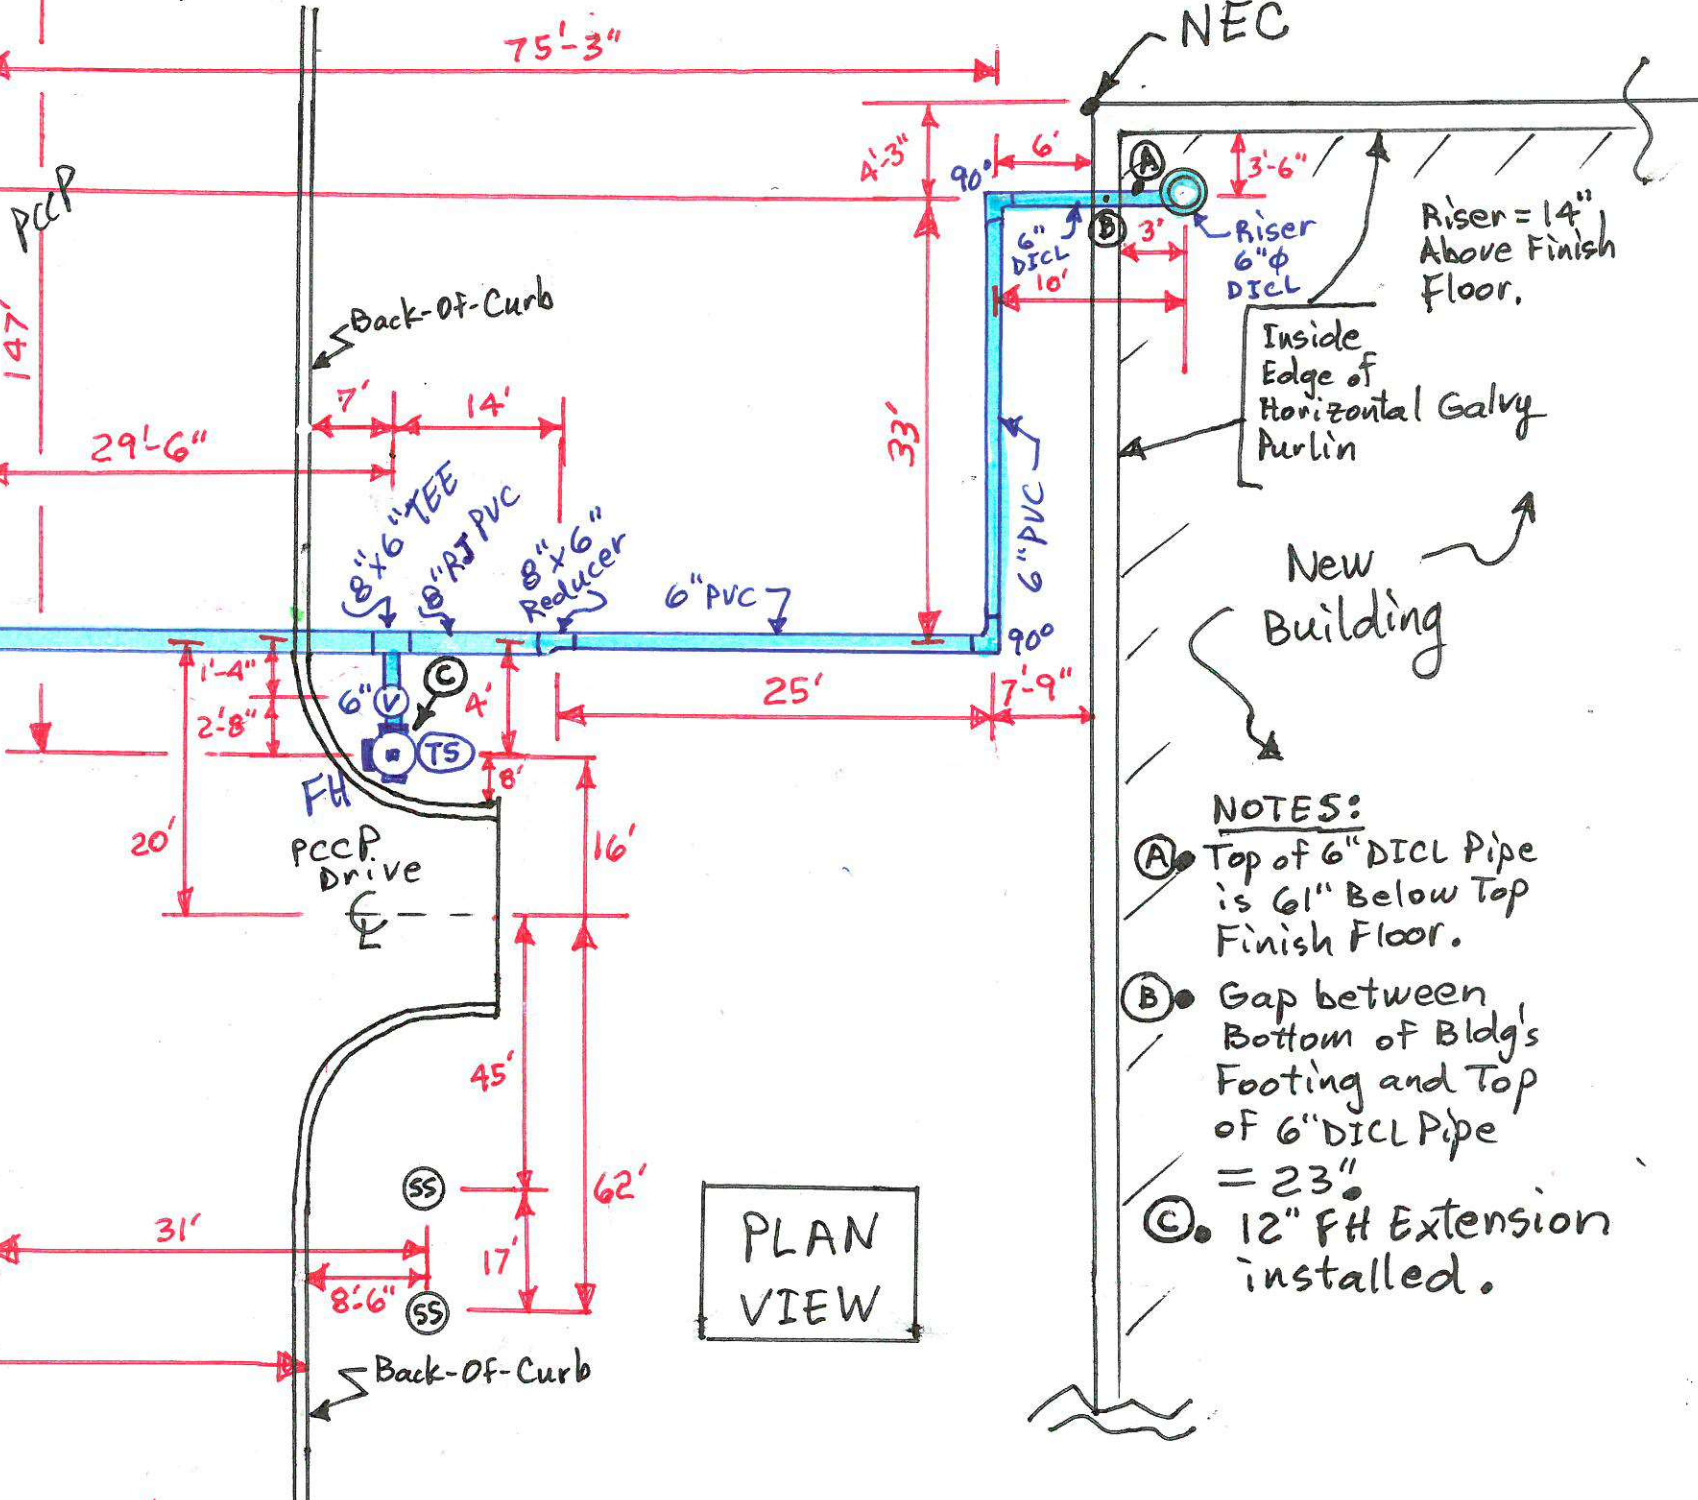 NEC
75'-3"
4'-3"
6'
90°
A
3'-6"
PCCP
B
3'
6"
DICL
10'
Riser
6"φ
DICL
Riser = 14"
Above Finish
Floor.
147'
Back-Of-Curb
Inside
Edge of
Horizontal Galvy
Purlin
7'
14'
33'
29'-6"
8"x6" TEE
8" RJ PVC
8"x6"
Reducer
6" PVC
6" PVC
New
Building
90°
1'-4"
2'-8"
6"
V
C
4'
TS
25'
7'-9"
8'
FH
20'
16'
PCCP
Drive
CL
NOTES:
A. Top of 6" DICL Pipe
is 61" Below Top
Finish Floor.
B. Gap between
Bottom of Bldg's
Footing and Top
of 6" DICL Pipe
= 23".
C. 12" FH Extension
installed.
45'
SS
62'
31'
17'
8'-6"
SS
PLAN
VIEW
Back-Of-Curb